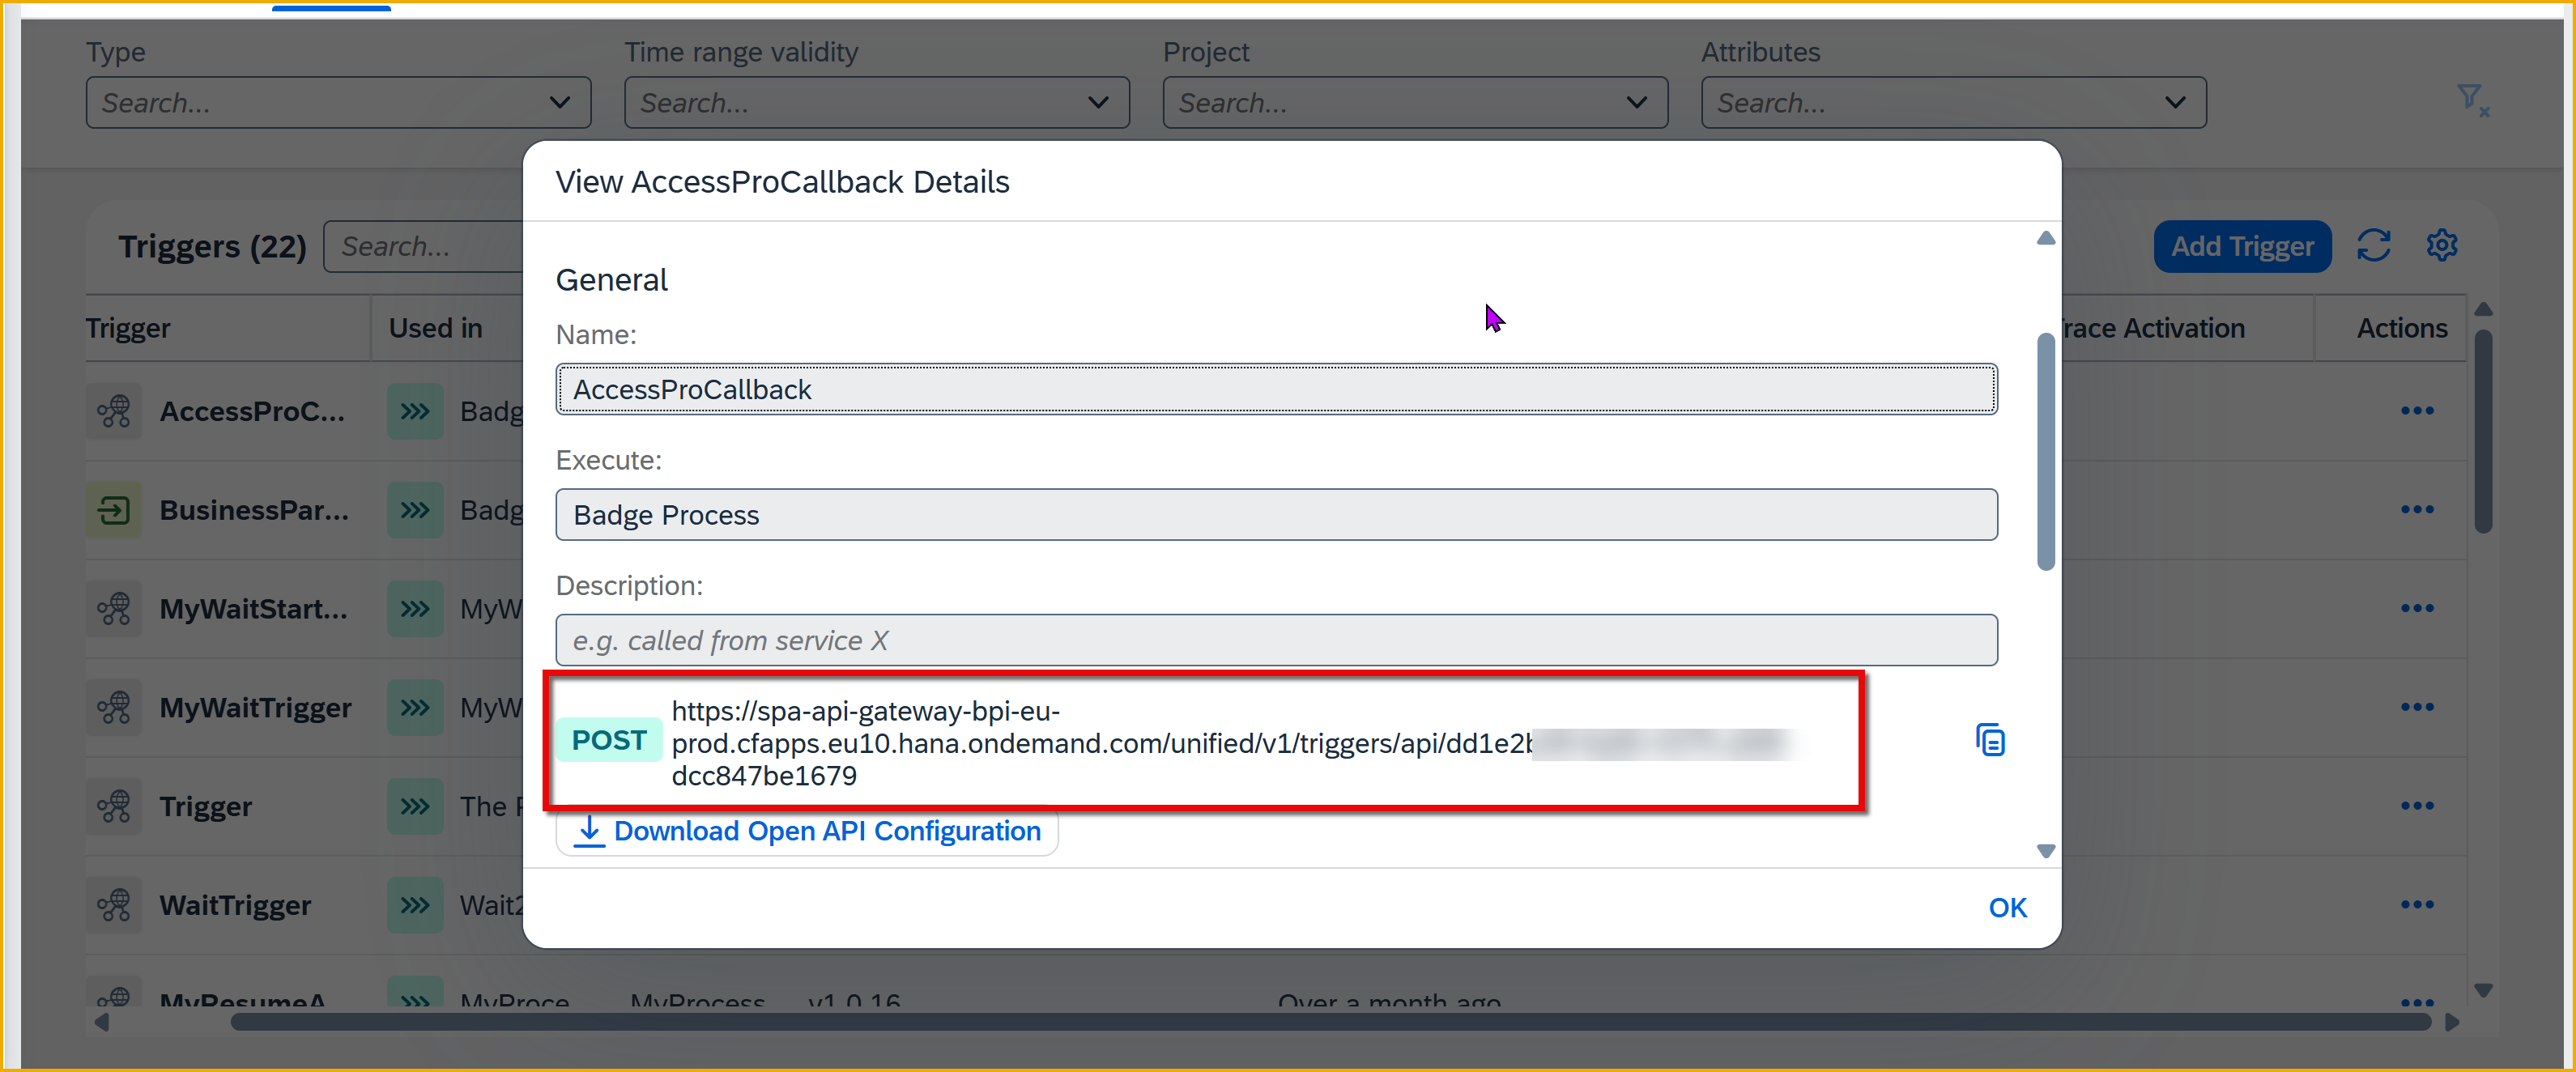 Type
Time range validity
Project
Attributes
Search...
Search...
Search...
Search...
View AccessProCallback Details
Triggers (22)
Search...
Add Trigger
General
Trigger
Used in
Trace Activation
Actions
Name:
AccessProCallback
AccessProC...
Badg
Execute:
Badge Process
BusinessPar...
Badg
Description:
e.g. called from service X
MyWaitStart...
MyW
https://spa-api-gateway-bpi-eu-
POST
prod.cfapps.eu10.hana.ondemand.com/unified/v1/triggers/api/dd1e2b
dcc847be1679
MyWaitTrigger
MyW
Trigger
The
Download Open API Configuration
WaitTrigger
Wait2
OK
MyResumeA
MyProce
MyProcess
v1.0.16
Over a month ago